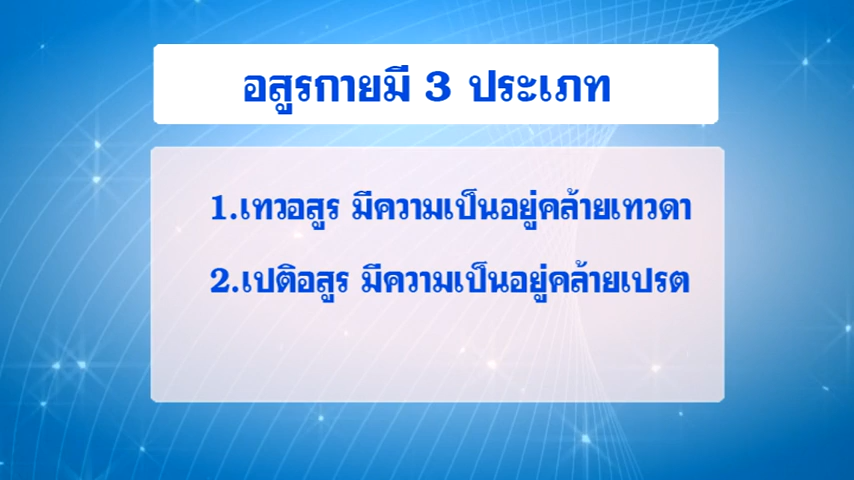 อสูรกายมี 3 ประเภท
1.เทวอสูร มีความเป็นอยู่คล้ายเทวดา
2.เปติอสูร มีความเป็นอยู่คล้ายเปรต